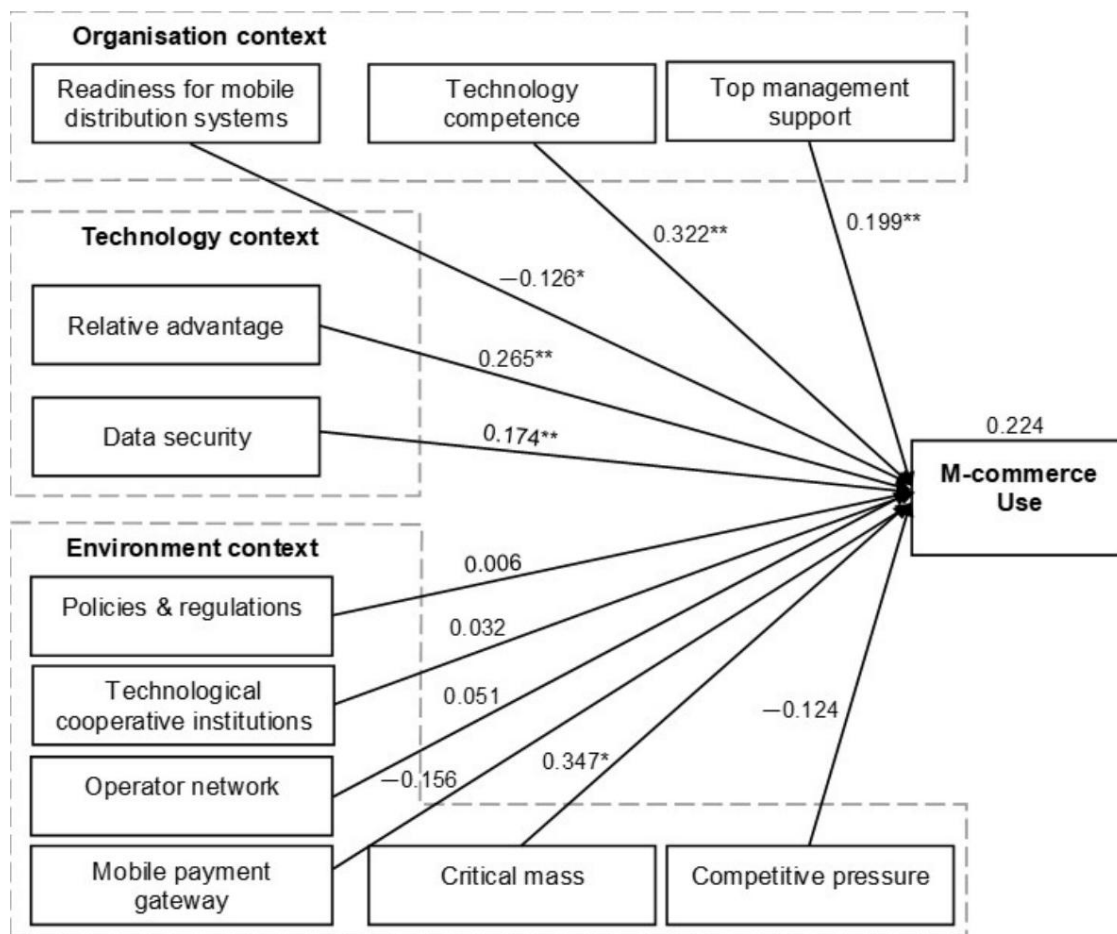 Organisation context
Readiness for mobile
distribution systems
Technology
competence
Top management
support
0.199**
0.322**
—0.126*
Technology context
Relative advantage
0.265**
Data security
0.174**
0.224
M-commerce
Use
Environment context
Policies & regulations
0.006
Technological
cooperative institutions
0.032
Operator network
0.051
Mobile payment
gateway
—0.156
0.347*
—0.124
Critical mass
Competitive pressure